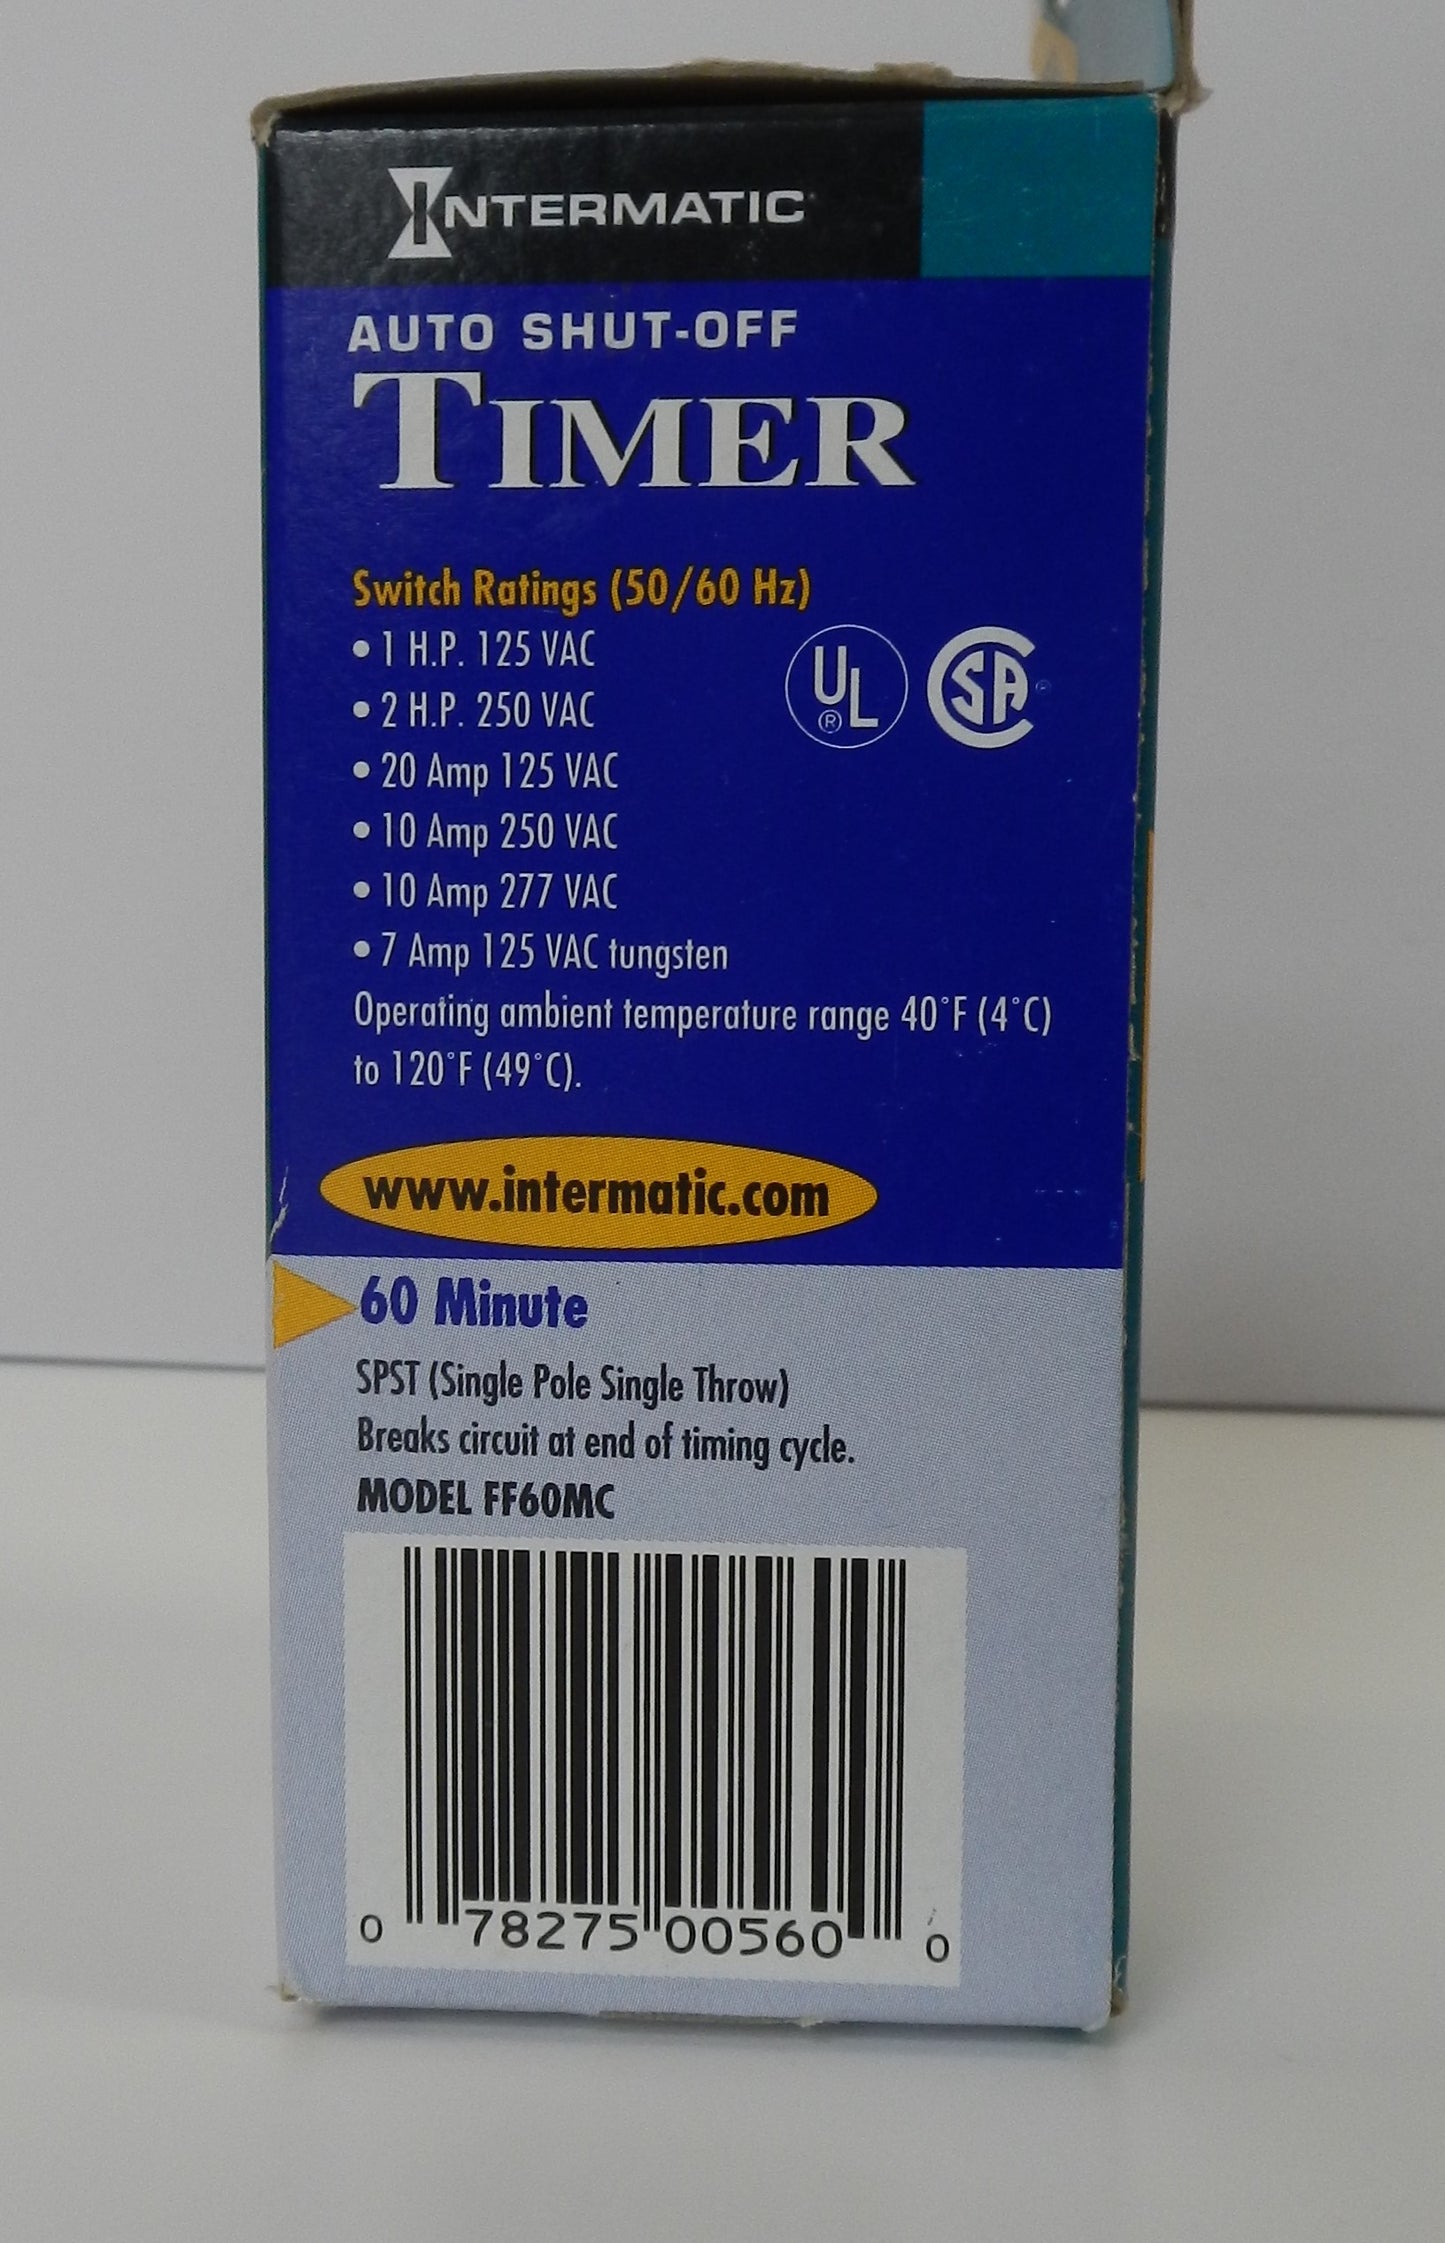 INTERMATIC
AUTO SHUT-OFF
TIMER
Switch Ratings (50/60 Hz)
• 1 H.P. 125 VAC
• 2 H.P. 250 VAC
• 20 Amp 125 VAC
• 10 Amp 250 VAC
• 10 Amp 277 VAC
• 7 Amp 125 VAC tungsten
UL ® CSA ®
Operating ambient temperature range 40°F (4°C)
to 120°F (49°C).
www.intermatic.com
60 Minute
SPST (Single Pole Single Throw)
Breaks circuit at end of timing cycle.
MODEL FF60MC
0 78275 00560 0